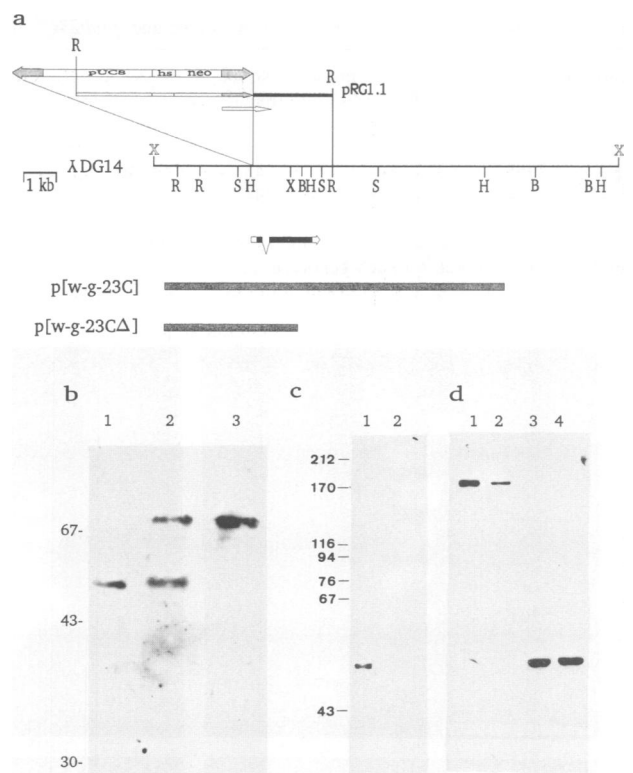 a
R
pUC8 hs neo
R
pRG1.1
X X
λDG14
1 kb
R R S H X B H S R S H B B H
p[w-g-23C]
p[w-g-23CΔ]
b c d
1 2 3 1 2 1 2 3 4
212
170
116
94
76
67
43
67-
43-
30-